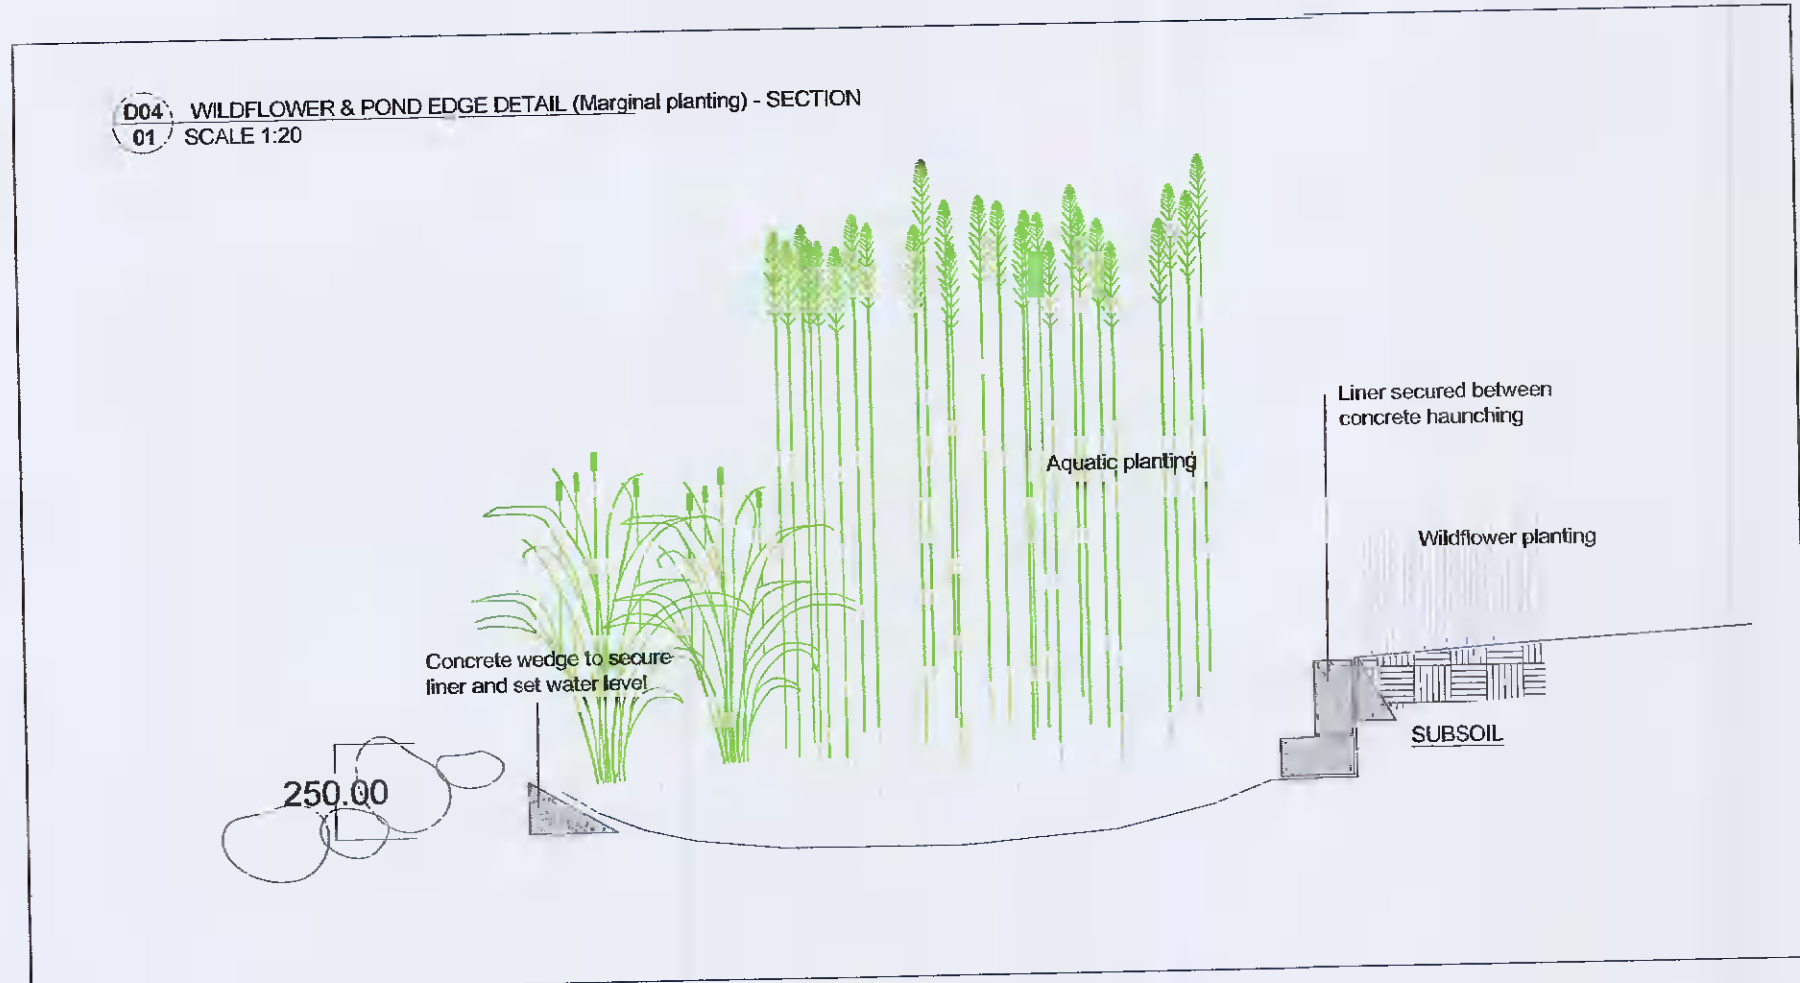 D04 WILDFLOWER & POND EDGE DETAIL (Marginal planting) - SECTION
01 SCALE 1:20
Liner secured between
concrete haunching
Aquatic planting
Wildflower planting
Concrete wedge to secure
liner and set water level
SUBSOIL
250.00